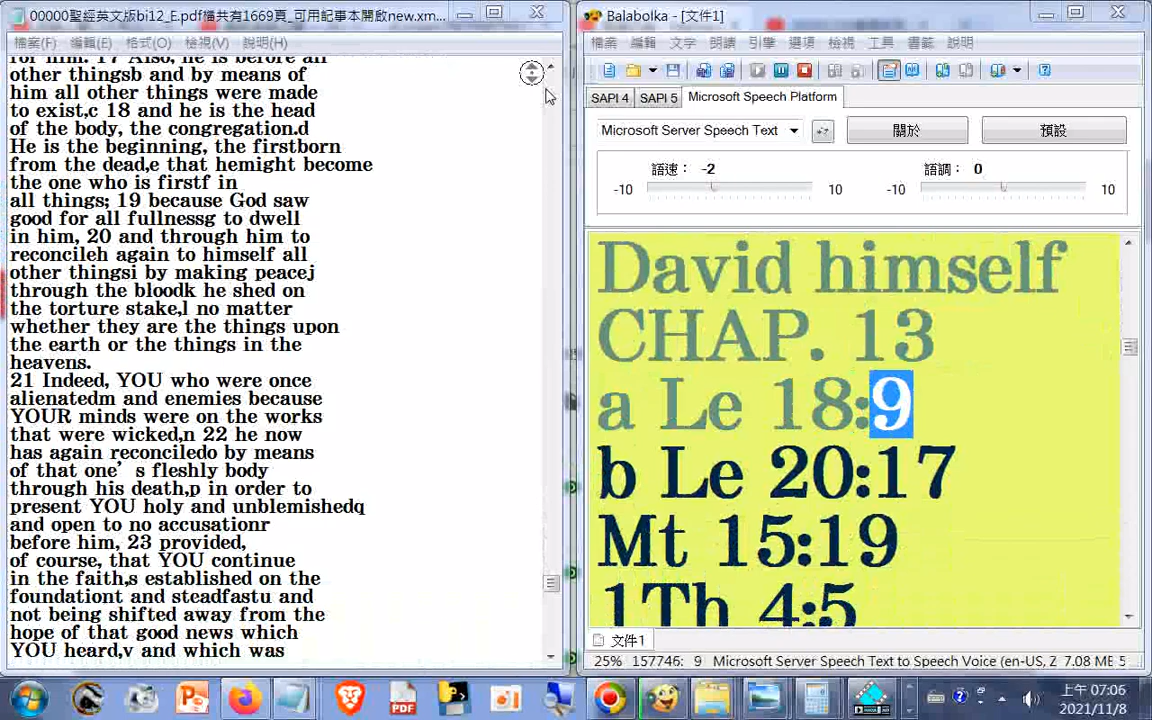 00000聖經英文版bi12_E.pdf檔共有1669頁_可用記事本開啟new.xm...
檔案(F) 編輯(E) 格式(O) 檢視(V) 說明(H)
for him. 17 Also, he is before all
other thingsb and by means of
him all other things were made
to exist,c 18 and he is the head
of the body, the congregation.d
He is the beginning, the firstborn
from the dead,e that hemight become
the one who is firstf in
all things; 19 because God saw
good for all fullnessg to dwell
in him, 20 and through him to
reconcileh again to himself all
other thingsi by making peacej
through the bloodk he shed on
the torture stake,l no matter
whether they are the things upon
the earth or the things in the
heavens.
21 Indeed, YOU who were once
alienatedm and enemies because
YOUR minds were on the works
that were wicked,n 22 he now
has again reconciledo by means
of that one’s fleshly body
through his death,p in order to
present YOU holy and unblemishedq
and open to no accusationr
before him, 23 provided,
of course, that YOU continue
in the faith,s established on the
foundationt and steadfastu and
not being shifted away from the
hope of that good news which
YOU heard,v and which was
Balabolka - [文件1]
檔案 編輯 文字 朗讀 引擎 選項 檢視 工具 書籤 說明
SAPI 4 SAPI 5 Microsoft Speech Platform
Microsoft Server Speech Text 關於 預設
語速： -2 語調： 0
-10 10 -10 10
David himself
CHAP. 13
a Le 18:9
b Le 20:17
Mt 15:19
1Th 4:5
文件1
25% 157746: 9 Microsoft Server Speech Text to Speech Voice (en-US, Z 7.08 MB 5
上午 07:06
2021/11/8